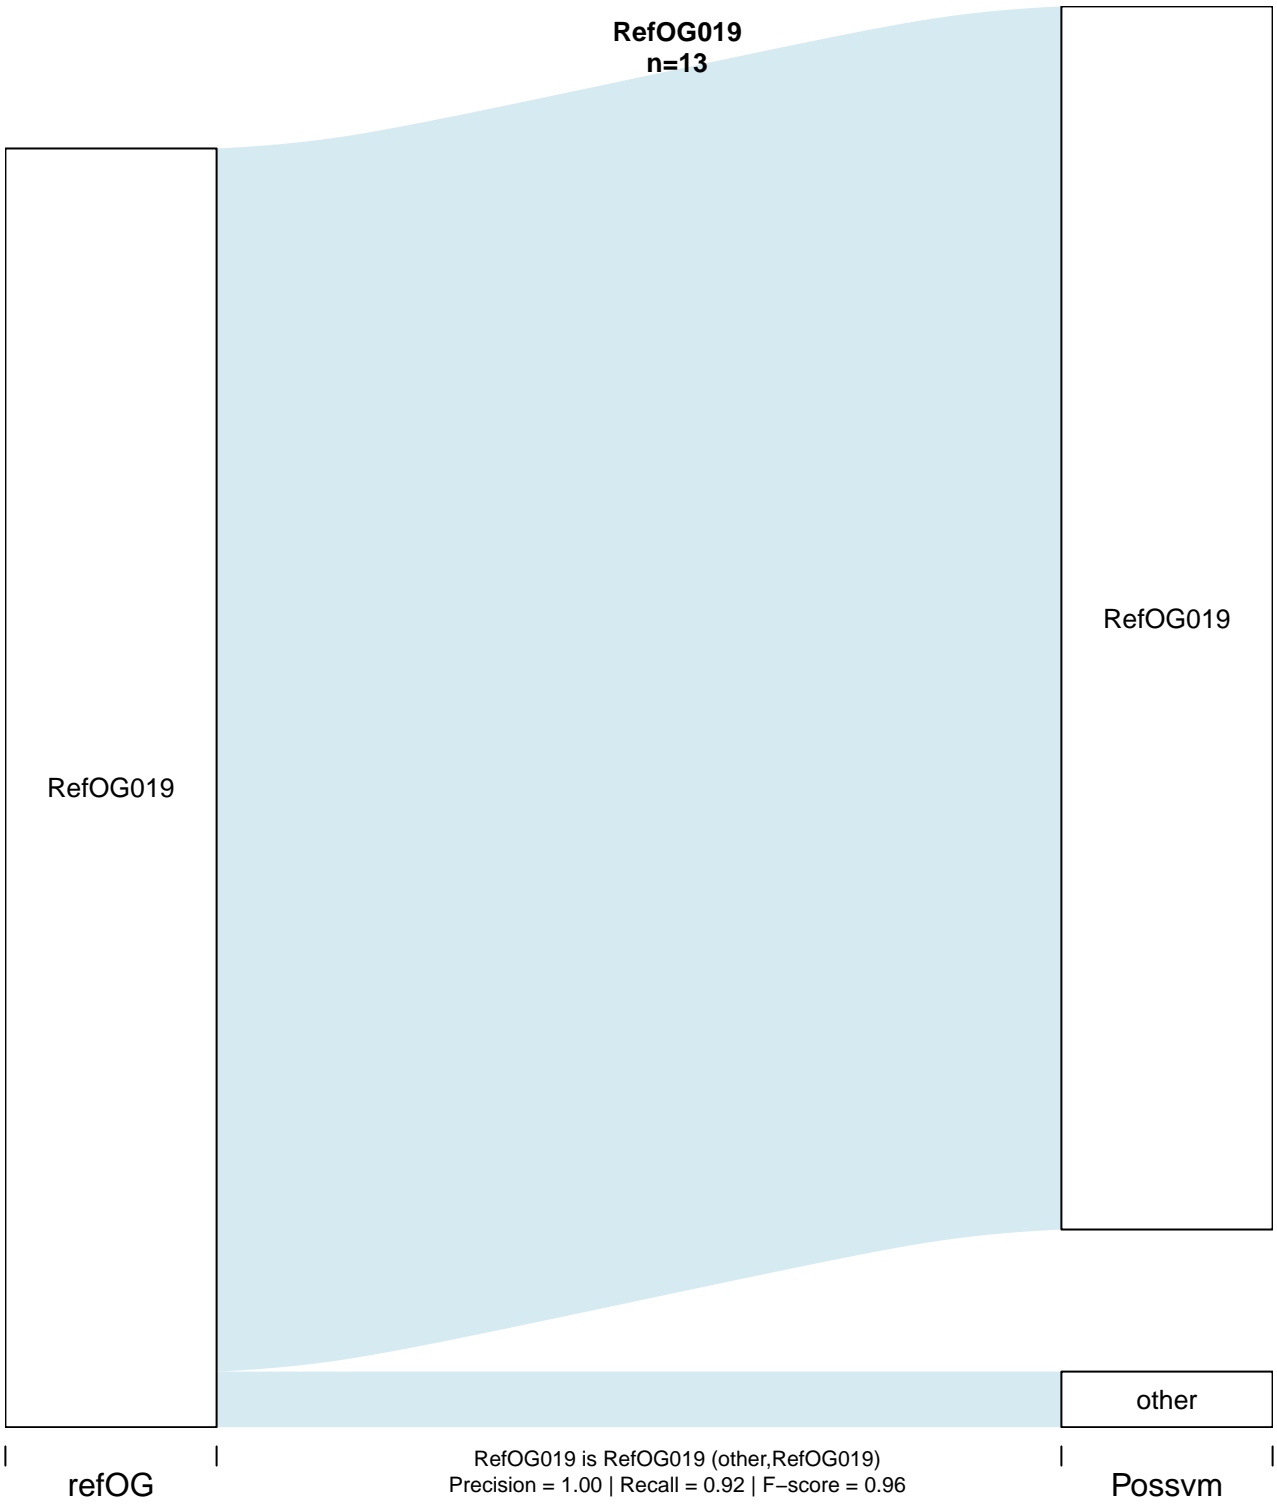 RefOG019
n=13
RefOG019
RefOG019
other
RefOG019 is RefOG019 (other,RefOG019)
Precision = 1.00 | Recall = 0.92 | F−score = 0.96
refOG
Possvm